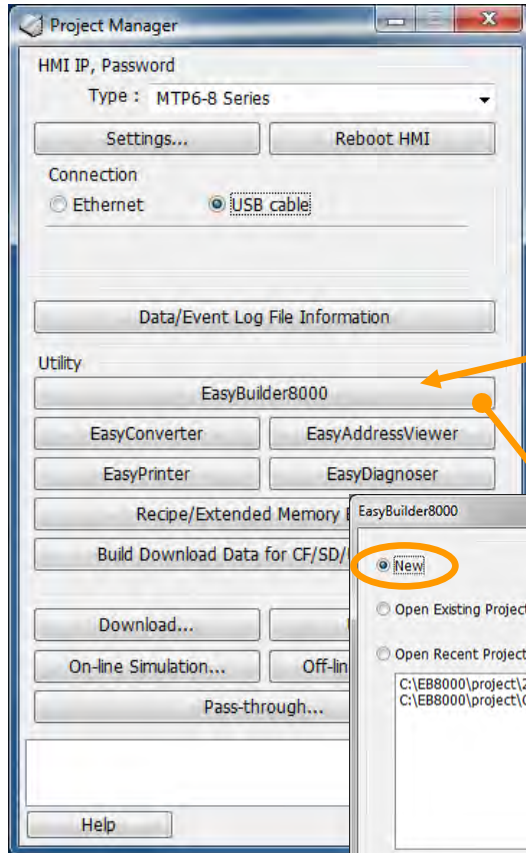 Project Manager
HMI IP, Password
Type : MTP6-8 Series
Settings... Reboot HMI
Connection
Ethernet USB cable
Data/Event Log File Information
Utility
EasyBuilder8000
EasyConverter EasyAddressViewer
EasyPrinter EasyDiagnoser
Recipe/Extended Memory
Build Download Data for CF/SD/
Download...
On-line Simulation... Off-lin
Pass-through...
Help
EasyBuilder8000
New
Open Existing Project
Open Recent Project
C:\EB8000\project\2
C:\EB8000\project\